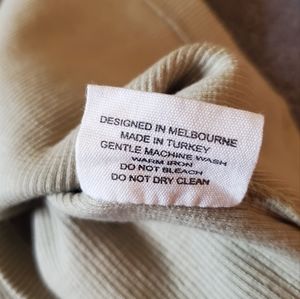 DESIGNED IN MELBOURNE
MADE IN TURKEY
GENTLE MACHINE WASH
WARM IRON
DO NOT BLEACH
DO NOT DRY CLEAN